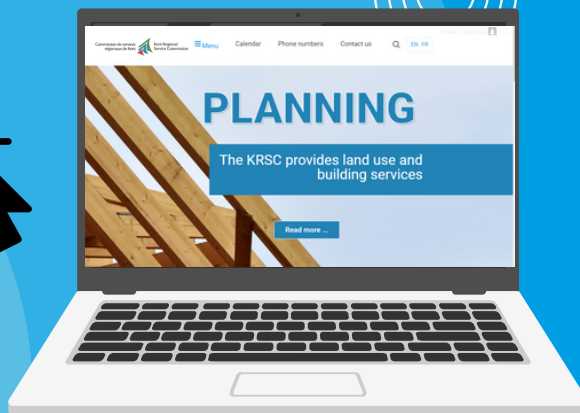 Commission de services
régionaux de Kent
Kent Regional
Service Commission
Menu Calendar Phone numbers Contact us EN FR
PLANNING
The KRSC provides land use and
building services
Read more ...